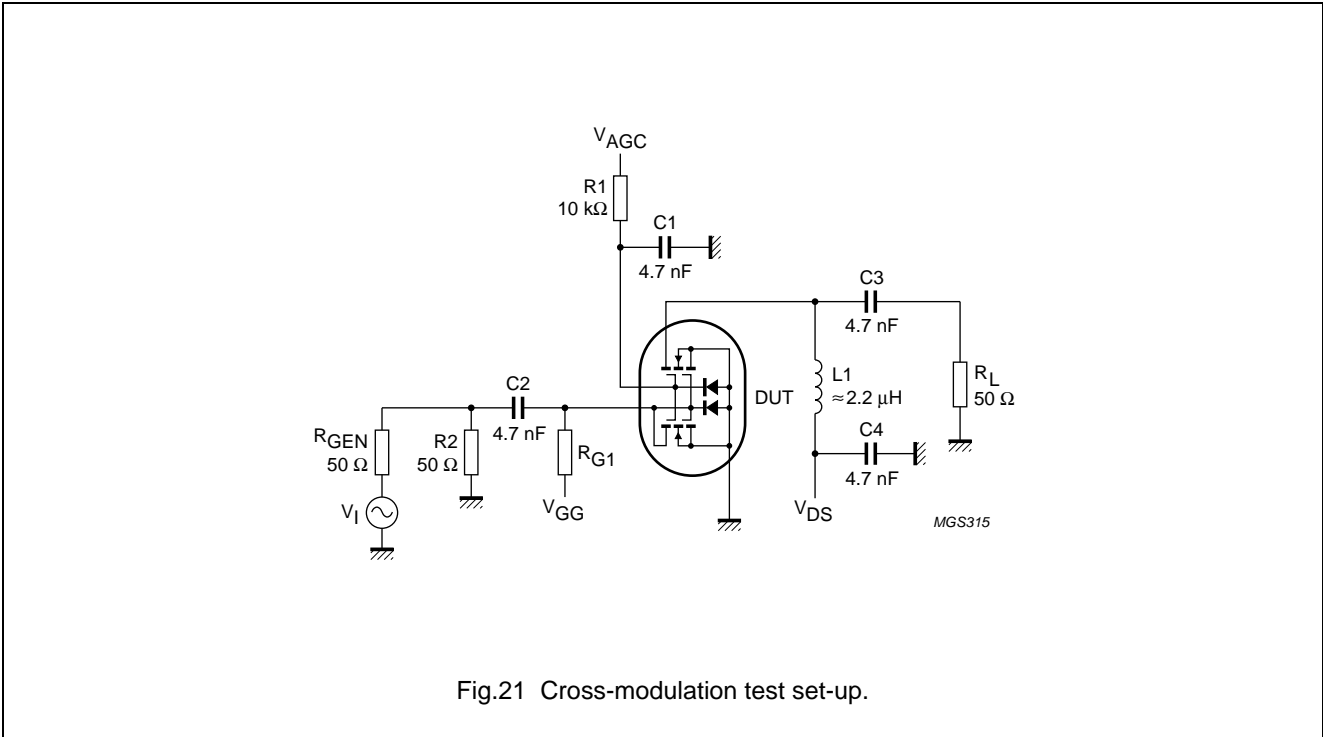 VAGC
R1
10 kΩ
C1
4.7 nF
C3
4.7 nF
L1
≈2.2 μH
RL
50 Ω
DUT
C2
4.7 nF
RGEN
50 Ω
R2
50 Ω
RG1
C4
4.7 nF
VI
VGG
VDS
MGS315
Fig.21 Cross-modulation test set-up.